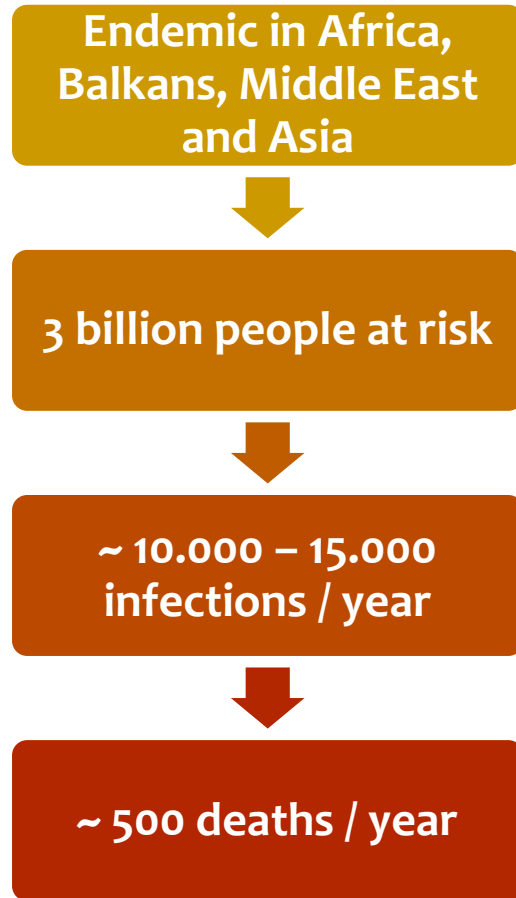 Endemic in Africa,
Balkans, Middle East
and Asia
3 billion people at risk
~ 10.000 – 15.000
infections / year
~ 500 deaths / year